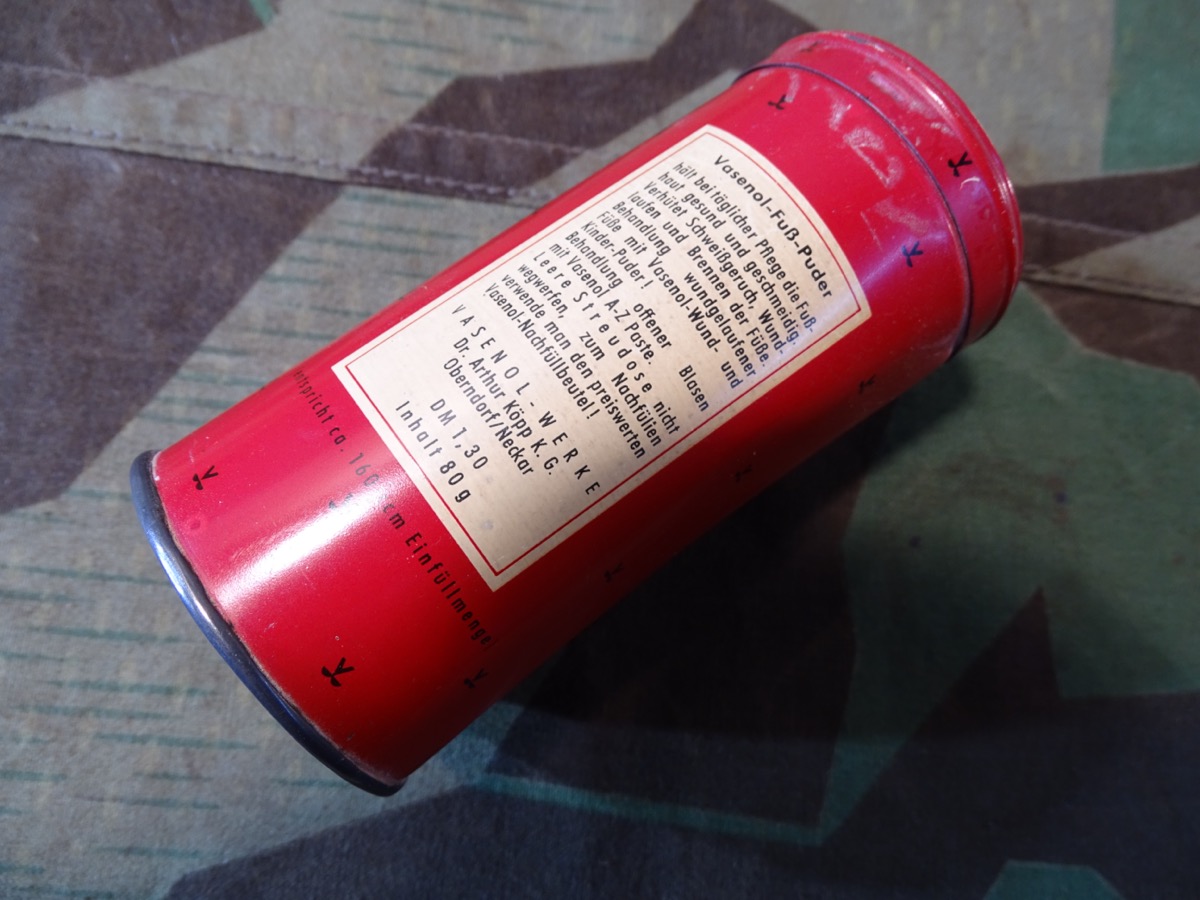 Vasenol-Fuß-Puder
hält bei täglicher Pflege die Fuß-
haut gesund und geschmeidig.
Verhütet Schweißgeruch, Wund-
laufen und Brennen der Füße.
Behandlung wundgelaufener
Füße mit Vasenol-Wund- und
Kinder-Puder!
Behandlung offener Blasen
mit Vasenol A-Z Paste.
Leere Streudose nicht
wegwerfen, zum Nachfüllen
verwende man den preiswerten
Vasenol-Nachfüllbeutel!
VASENOL-WERKE
Dr. Arthur Köpp K.G.
Oberndorf/Neckar
DM 1,30
Inhalt 80 g
entspricht ca. 160 cm Einfüllmenge